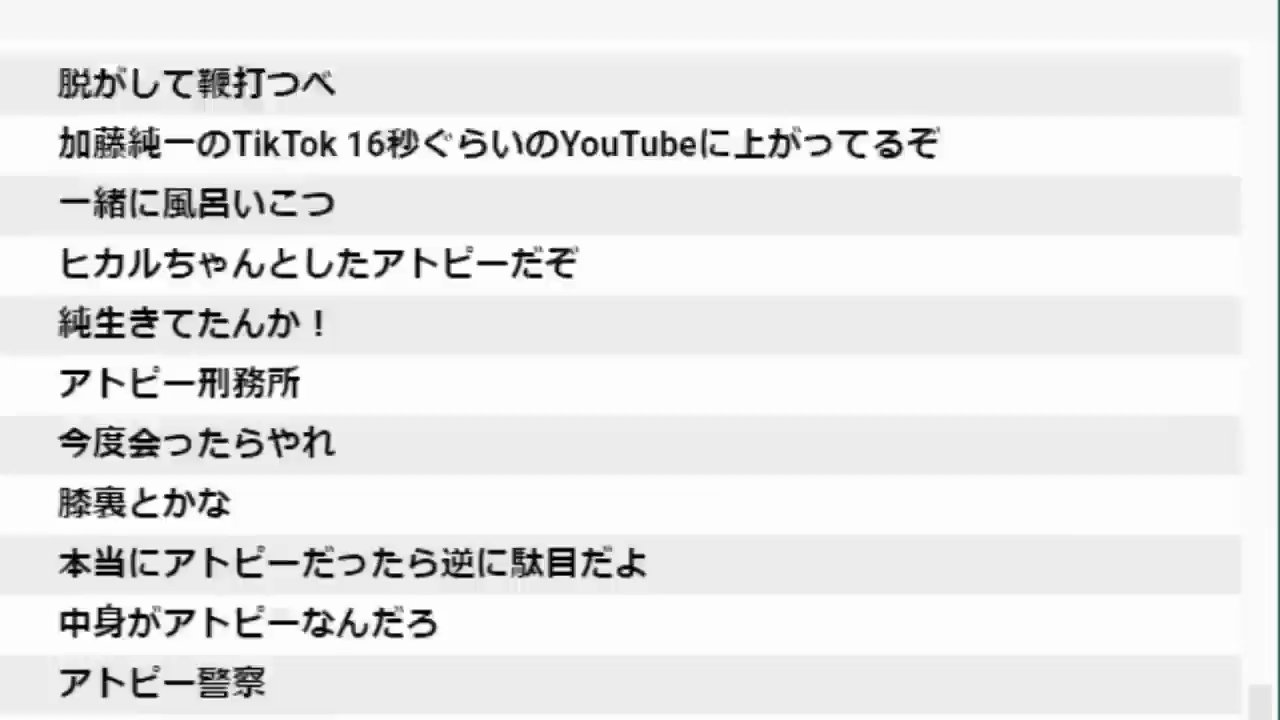 脱がして鞭打つべ
加藤純一のTikTok 16秒ぐらいのYouTubeに上がってるぞ
一緒に風呂いこつ
ヒカルちゃんとしたアトピーだぞ
純生きてたんか！
アトピー刑務所
今度会ったらやれ
膝裏とかな
本当にアトピーだったら逆に駄目だよ
中身がアトピーなんだろ
アトピー警察